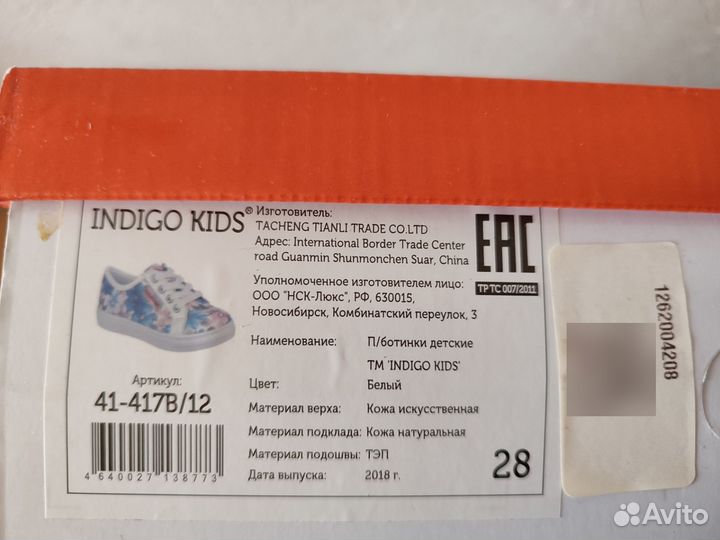 INDIGO KIDS®
Изготовитель:
TACHENG TIANLI TRADE CO.LTD
Адрес: International Border Trade Center
road Guanmin Shunmonchen Suar, China
Уполномоченное изготовителем лицо:
ООО "НСК-Люкс", РФ, 630015,
Новосибирск, Комбинатский переулок, 3
EAC
ТР ТС 007/2011
Наименование: П/ботинки детские
ТМ 'INDIGO KIDS'
Артикул:
41-417B/12
Цвет: Белый
Материал верха: Кожа искусственная
Материал подклада: Кожа натуральная
Материал подошвы: ТЭП
Дата выпуска: 2018 г.
28
4 640027 138773
1262004208
Avito